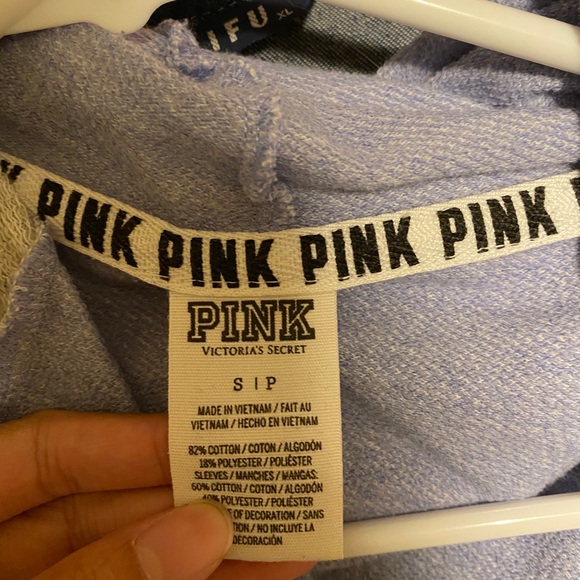 IFU XL
PINK PINK PINK PINK
PINK
VICTORIA'S SECRET
S | P
MADE IN VIETNAM / FAIT AU
VIETNAM / HECHO EN VIETNAM
82% COTTON / COTON / ALGODÓN
18% POLYESTER / POLIÉSTER
SLEEVES / MANCHES / MANGAS:
60% COTTON / COTON / ALGODÓN
40% POLYESTER / POLIÉSTER
OF DECORATION / SANS
/ NO INCLUYE LA
DECORACIÓN